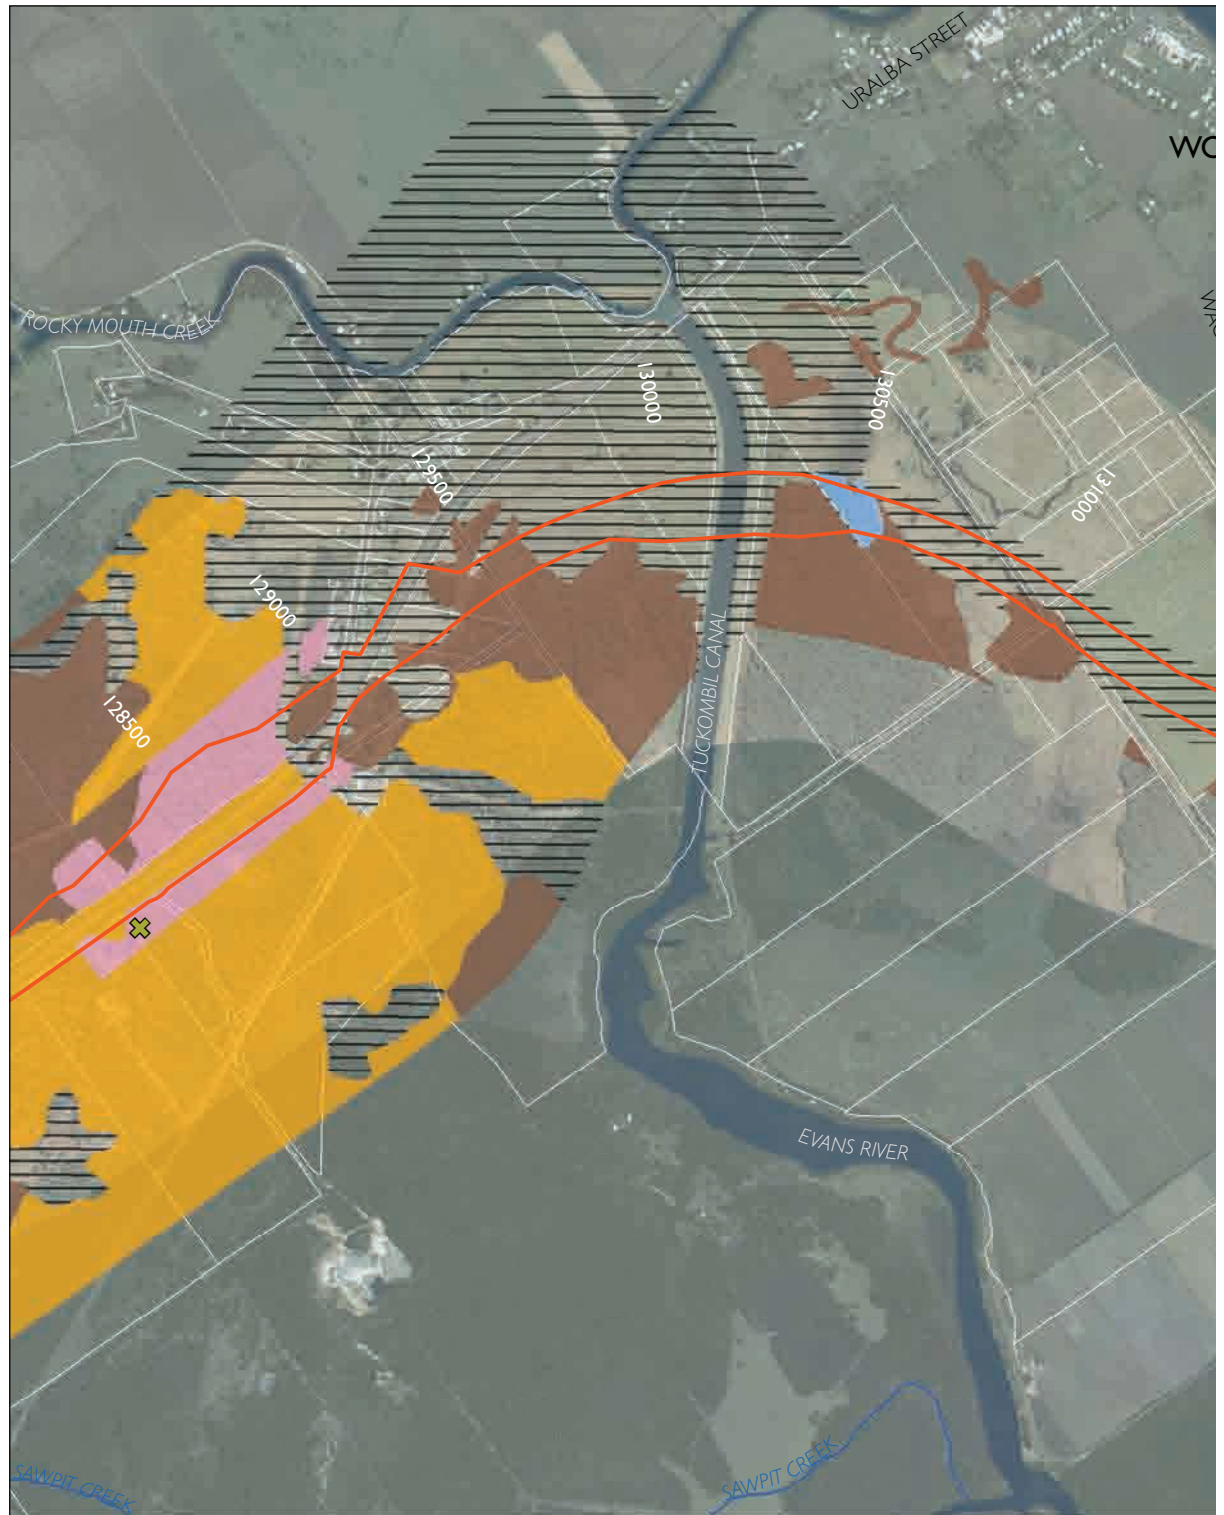 URALBA STREET
WO
ROCKY MOUTH CREEK
130000
130500
129500
131000
129000
TUCKOMBIL CANAL
128500
EVANS RIVER
SAWPIT CREEK
SAWPIT CREEK